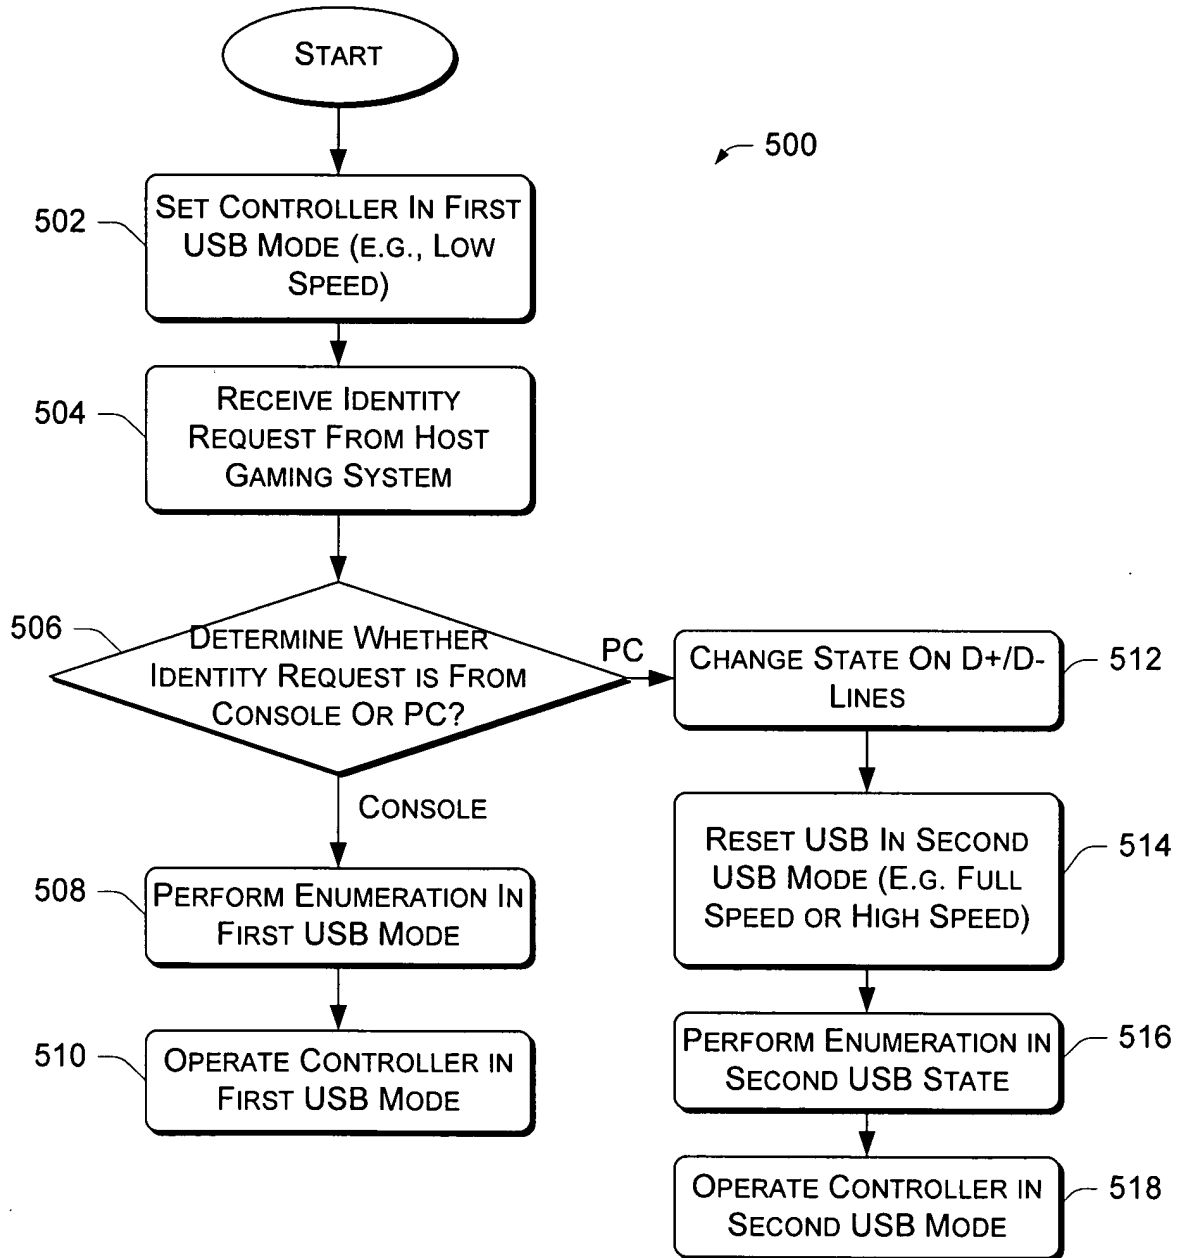 START
500
502
SET CONTROLLER IN FIRST
USB MODE (E.G., LOW
SPEED)
504
RECEIVE IDENTITY
REQUEST FROM HOST
GAMING SYSTEM
506
DETERMINE WHETHER
IDENTITY REQUEST IS FROM
CONSOLE OR PC?
PC
CHANGE STATE ON D+/D-
LINES
512
CONSOLE
RESET USB IN SECOND
USB MODE (E.G. FULL
SPEED OR HIGH SPEED)
514
508
PERFORM ENUMERATION IN
FIRST USB MODE
510
OPERATE CONTROLLER IN
FIRST USB MODE
PERFORM ENUMERATION IN
SECOND USB STATE
516
OPERATE CONTROLLER IN
SECOND USB MODE
518